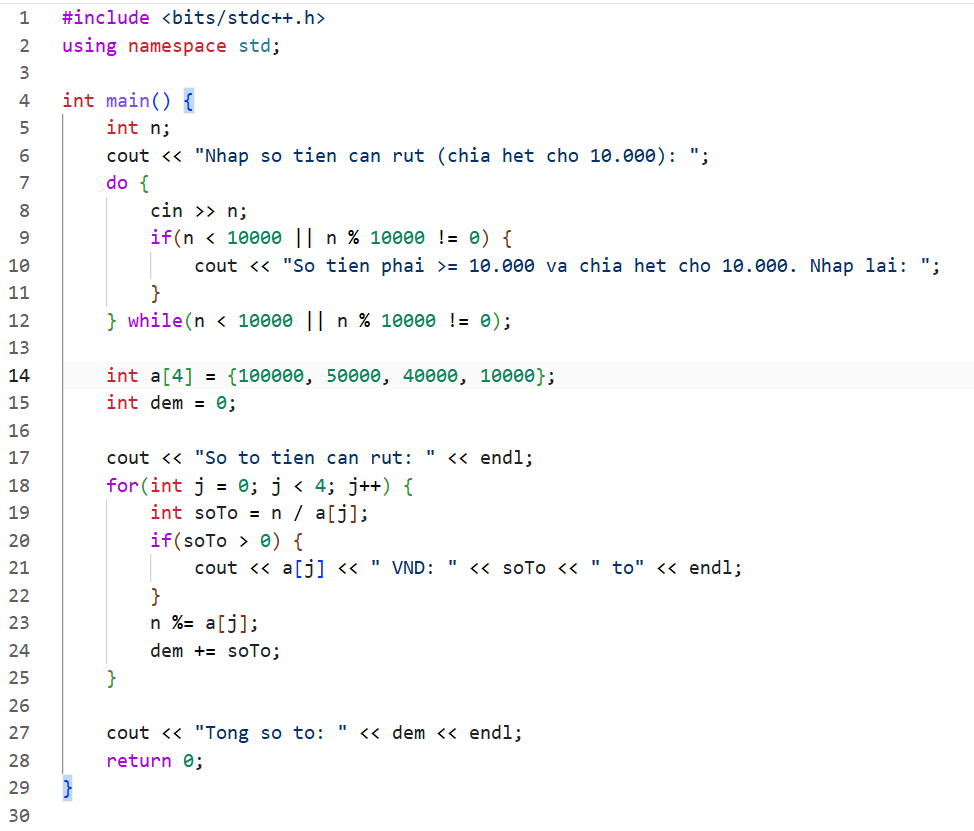 1 #include <bits/stdc++.h>
2 using namespace std;
3
4 int main() {
5     int n;
6     cout << "Nhap so tien can rut (chia het cho 10.000): ";
7     do {
8         cin >> n;
9         if(n < 10000 || n % 10000 != 0) {
10             cout << "So tien phai >= 10.000 va chia het cho 10.000. Nhap lai: ";
11         }
12     } while(n < 10000 || n % 10000 != 0);
13
14     int a[4] = {100000, 50000, 40000, 10000};
15     int dem = 0;
16
17     cout << "So to tien can rut: " << endl;
18     for(int j = 0; j < 4; j++) {
19         int soTo = n / a[j];
20         if(soTo > 0) {
21             cout << a[j] << " VND: " << soTo << " to" << endl;
22         }
23         n %= a[j];
24         dem += soTo;
25     }
26
27     cout << "Tong so to: " << dem << endl;
28     return 0;
29 }
30